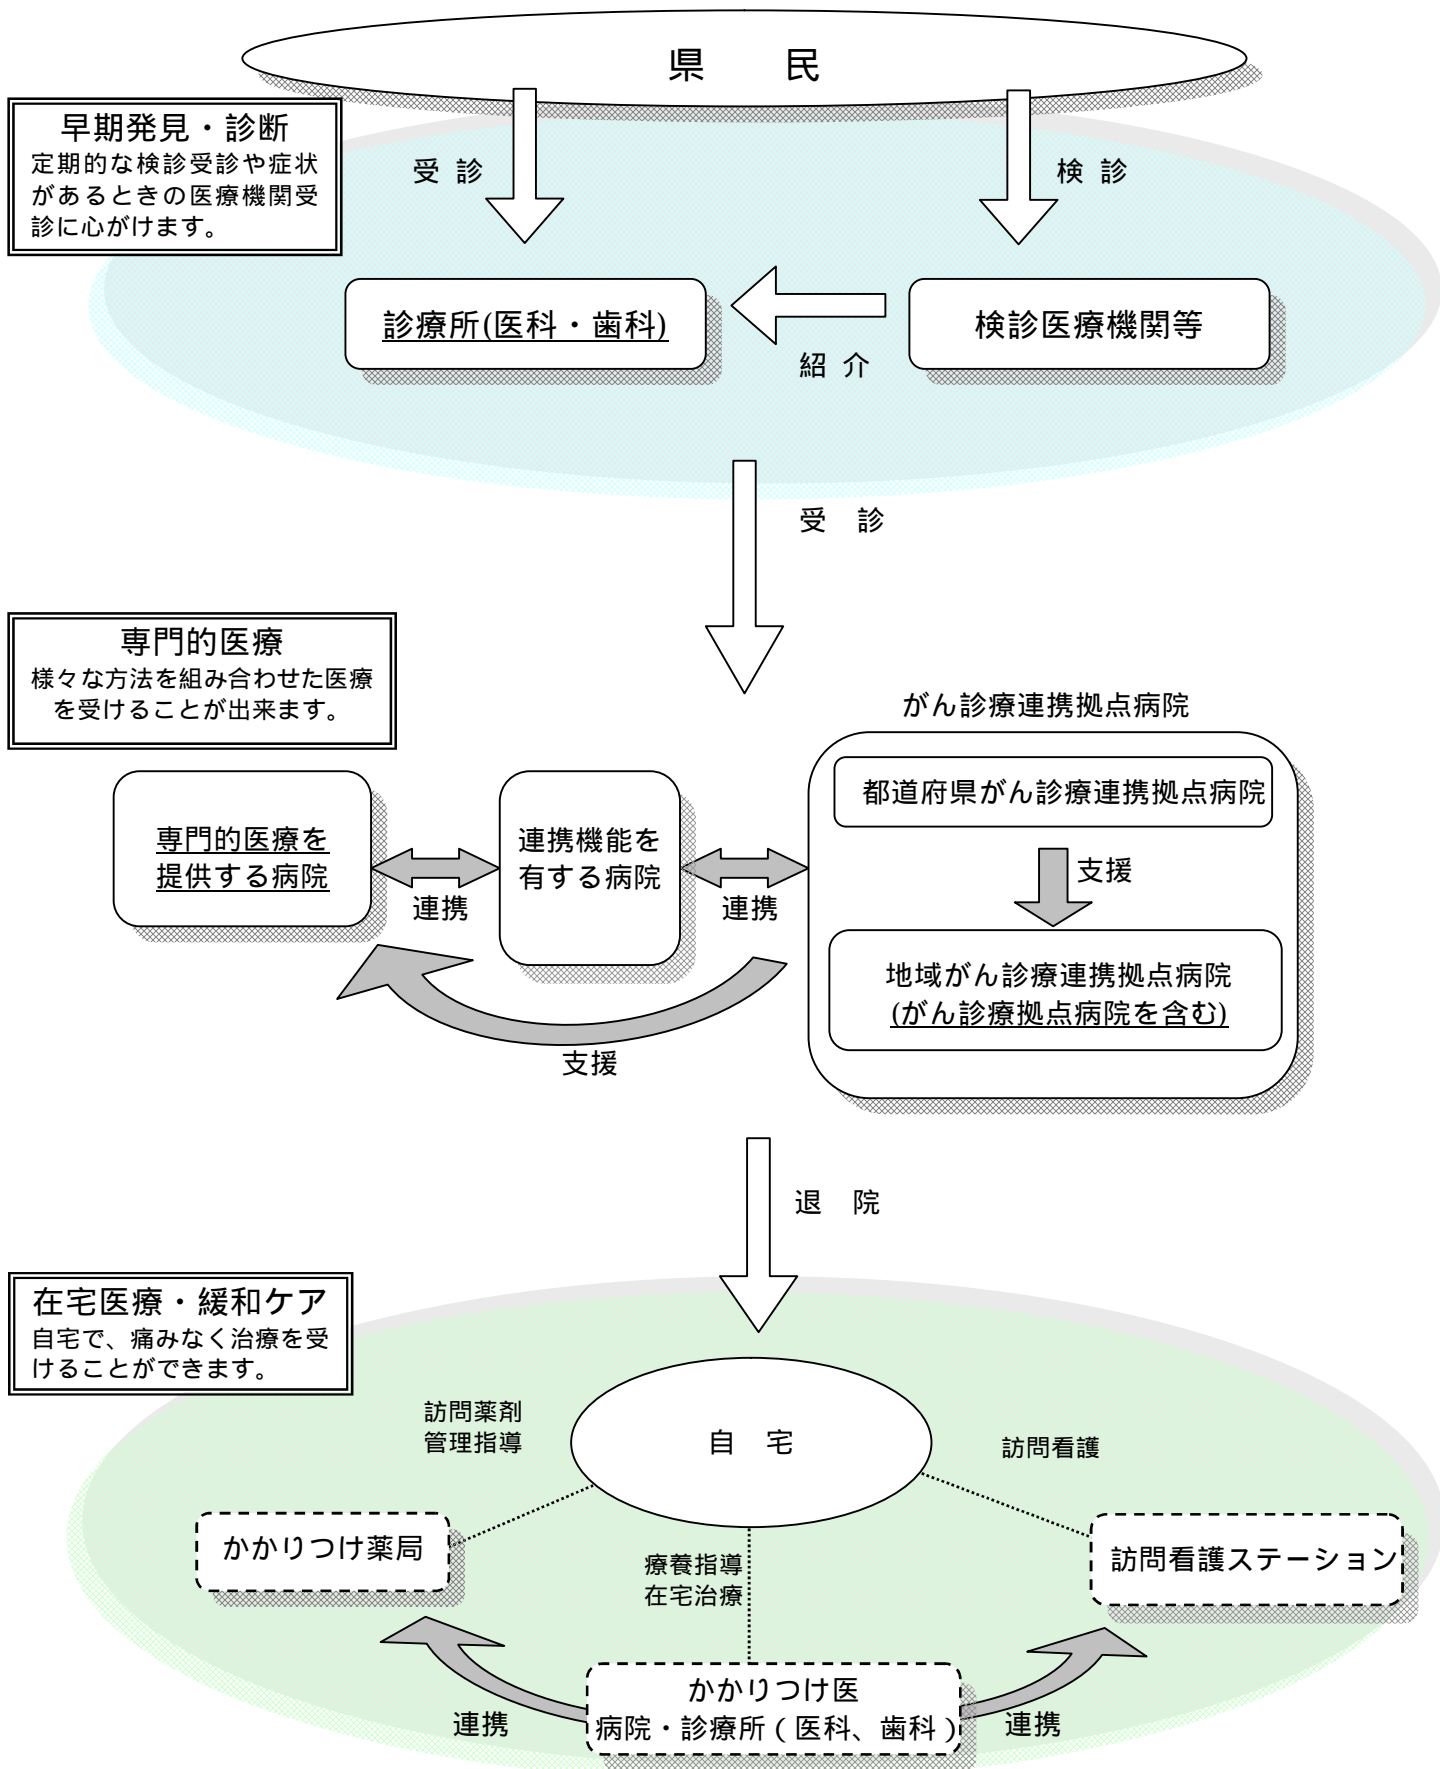 県　　民
早期発見・診断
定期的な検診受診や症状
があるときの医療機関受
診に心がけます。
受 診
検 診
診療所(医科・歯科)
検診医療機関等
紹 介
受　診
専門的医療
様々な方法を組み合わせた医療
を受けることが出来ます。
がん診療連携拠点病院
都道府県がん診療連携拠点病院
専門的医療を
提供する病院
連携機能を
有する病院
連携
連携
支援
地域がん診療連携拠点病院
(がん診療拠点病院を含む)
支援
退　院
在宅医療・緩和ケア
自宅で、痛みなく治療を受
けることができます。
訪問薬剤
管理指導
自　宅
訪問看護
かかりつけ薬局
訪問看護ステーション
療養指導
在宅治療
かかりつけ医
病院・診療所（医科、歯科）
連携
連携